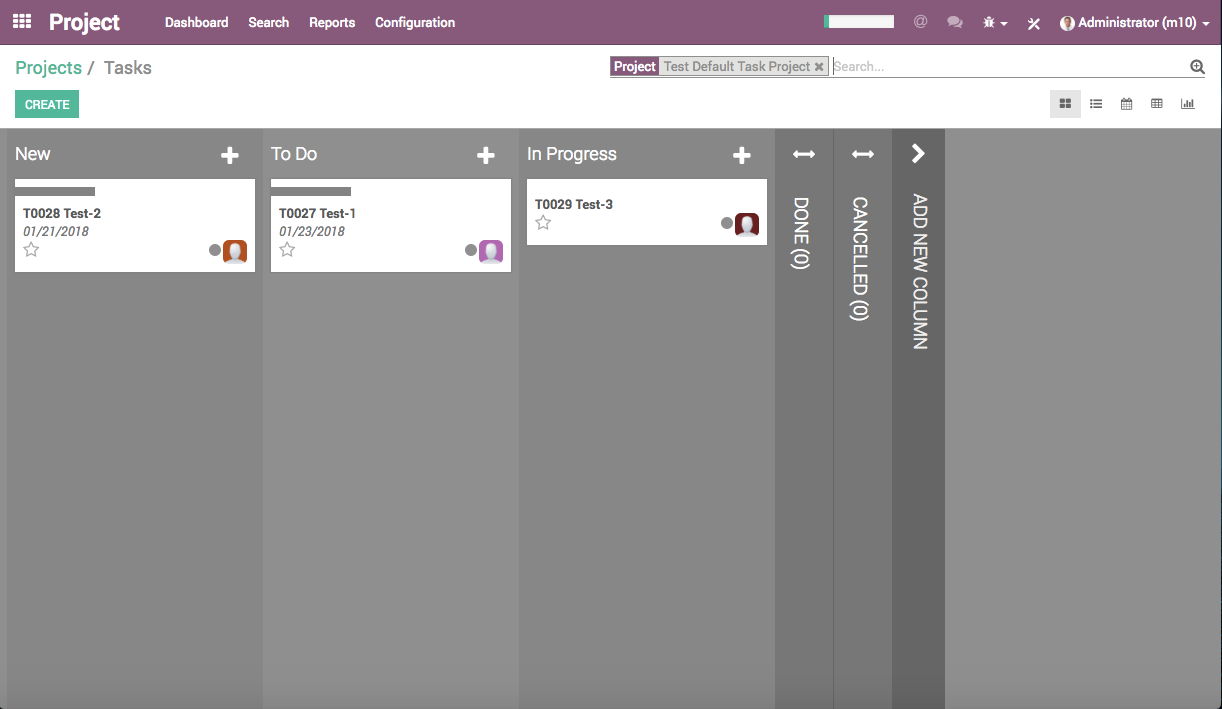 Project Dashboard Search Reports Configuration @ Administrator (m10)
Projects / Tasks
Project Test Default Task Project Search...
CREATE
New
T0028 Test-2
01/21/2018
To Do
T0027 Test-1
01/23/2018
In Progress
T0029 Test-3
DONE (0)
CANCELLED (0)
ADD NEW COLUMN